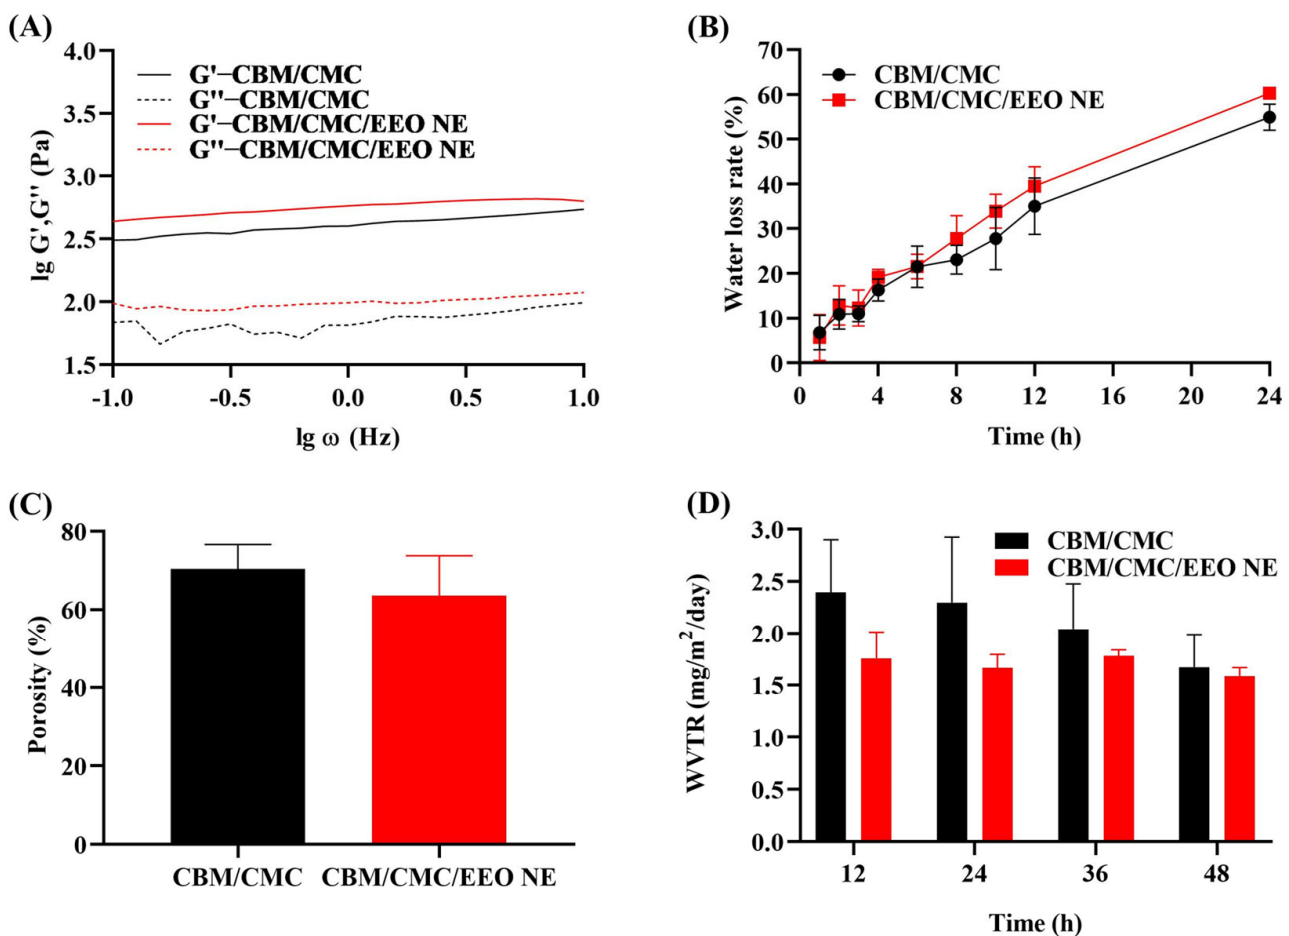 (A)
4.0
3.5
3.0
2.5
2.0
1.5
lg G',G'' (Pa)
G'–CBM/CMC
G''–CBM/CMC
G'–CBM/CMC/EEO NE
G''–CBM/CMC/EEO NE
-1.0 -0.5 0.0 0.5 1.0
lg ω (Hz)
(B)
70
60
50
40
30
20
10
0
Water loss rate (%)
CBM/CMC
CBM/CMC/EEO NE
0 4 8 12 16 20 24
Time (h)
(C)
80
60
40
20
0
Porosity (%)
CBM/CMC CBM/CMC/EEO NE
(D)
3.0
2.5
2.0
1.5
1.0
0.5
0.0
WVTR (mg/m²/day)
CBM/CMC
CBM/CMC/EEO NE
12 24 36 48
Time (h)